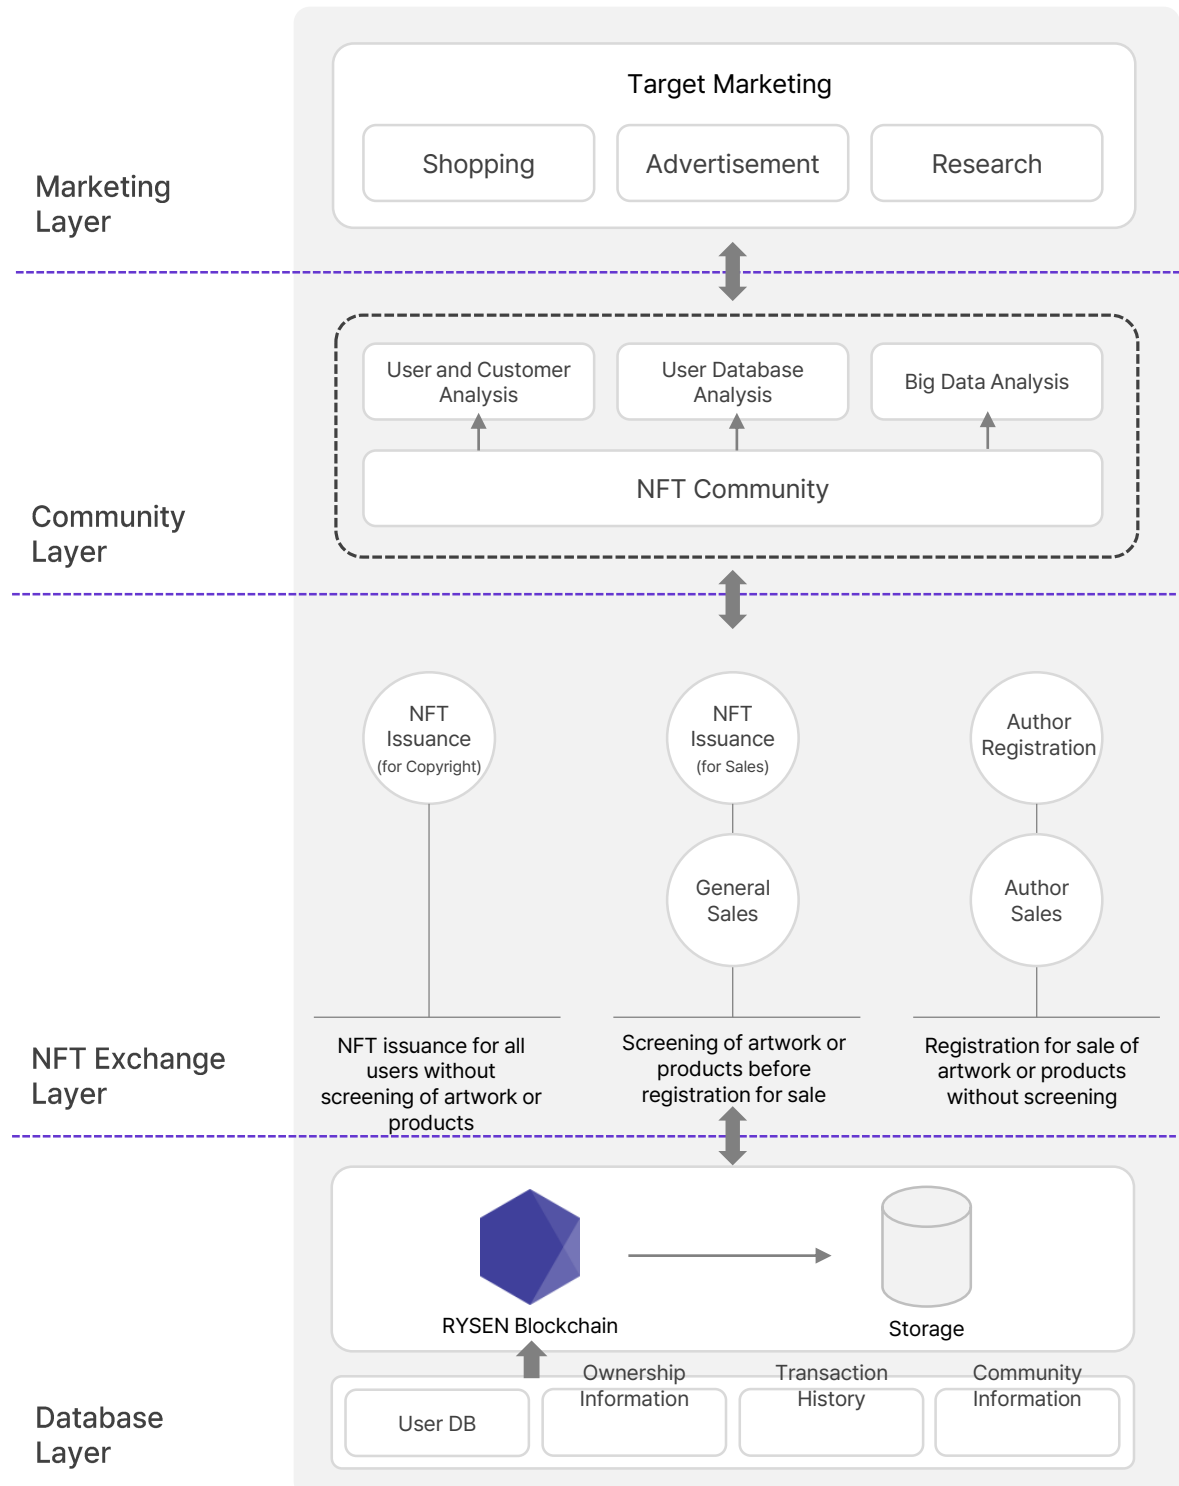 Target Marketing
Shopping
Advertisement
Research
Marketing
Layer
User and Customer
Analysis
User Database
Analysis
Big Data Analysis
NFT Community
Community
Layer
NFT
Issuance
(for Copyright)
NFT
Issuance
(for Sales)
Author
Registration
General
Sales
Author
Sales
NFT Exchange
Layer
NFT issuance for all
users without
screening of artwork or
products
Screening of artwork or
products before
registration for sale
Registration for sale of
artwork or products
without screening
RYSEN Blockchain
Storage
Database
Layer
User DB
Ownership
Information
Transaction
History
Community
Information